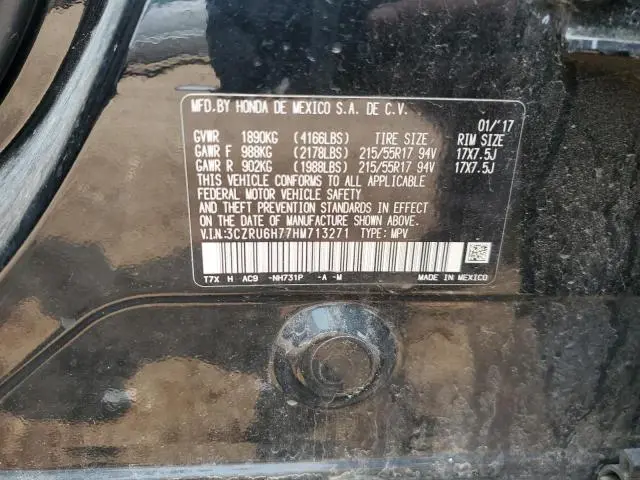 MFD.BY HONDA DE MEXICO S.A. DE C.V.
01/'17
GVWR 1890KG (4166LBS) TIRE SIZE RIM SIZE
GAWR F 988KG (2178LBS) 215/55R17 94V 17X7.5J
GAWR R 902KG (1988LBS) 215/55R17 94V 17X7.5J
THIS VEHICLE CONFORMS TO ALL APPLICABLE
FEDERAL MOTOR VEHICLE SAFETY
AND THEFT PREVENTION STANDARDS IN EFFECT
ON THE DATE OF MANUFACTURE SHOWN ABOVE.
V.I.N.:3CZRU6H77HM713271 TYPE: MPV
T7X H AC9 -NH731P -A -M MADE IN MEXICO